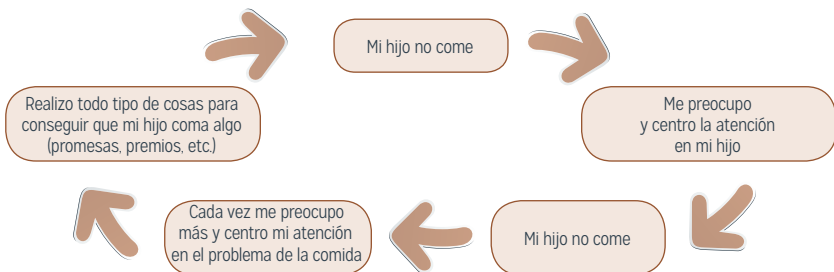 Mi hijo no come
Me preocupo
y centro la atención
en mi hijo
Mi hijo no come
Cada vez me preocupo
más y centro mi atención
en el problema de la comida
Realizo todo tipo de cosas para
conseguir que mi hijo coma algo
(promesas, premios, etc.)